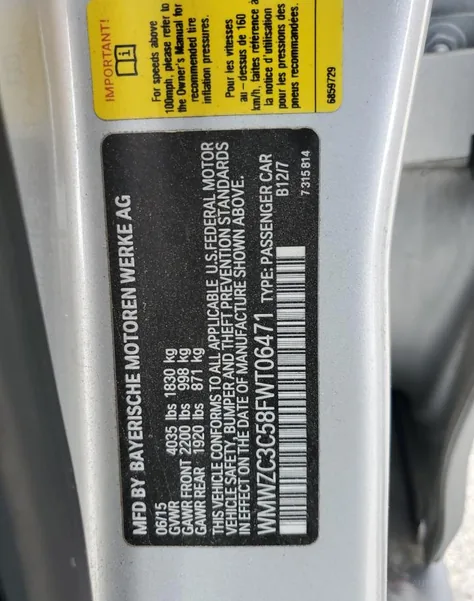 IMPORTANT!
For speeds above
100mph, please refer to
the Owner's Manual for
recommended tire
inflation pressures.
Pour les vitesses
au - dessus de 160
km/h, faites référence à
la notice d'utilisation
pour les pressions des
pneus recommandées.
6859729
MFD BY BAYERISCHE MOTOREN WERKE AG
06/15
GVWR 4035 lbs 1830 kg
GAWR FRONT 2200 lbs 998 kg
GAWR REAR 1920 lbs 871 kg
THIS VEHICLE CONFORMS TO ALL APPLICABLE U.S.FEDERAL MOTOR
VEHICLE SAFETY, BUMPER AND THEFT PREVENTION STANDARDS
IN EFFECT ON THE DATE OF MANUFACTURE SHOWN ABOVE.
WMWZC3C58FWT06471 TYPE: PASSENGER CAR
B12/7
7 315 814